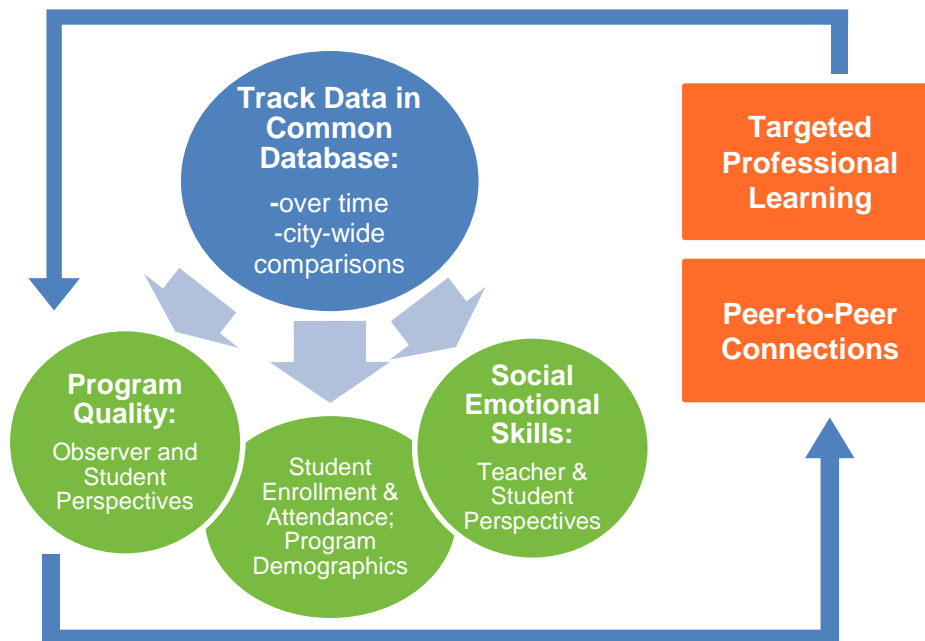 Track Data in
Common
Database:
-over time
-city-wide
comparisons
Targeted
Professional
Learning
Peer-to-Peer
Connections
Program
Quality:
Observer and
Student
Perspectives
Student
Enrollment &
Attendance;
Program
Demographics
Social
Emotional
Skills:
Teacher &
Student
Perspectives